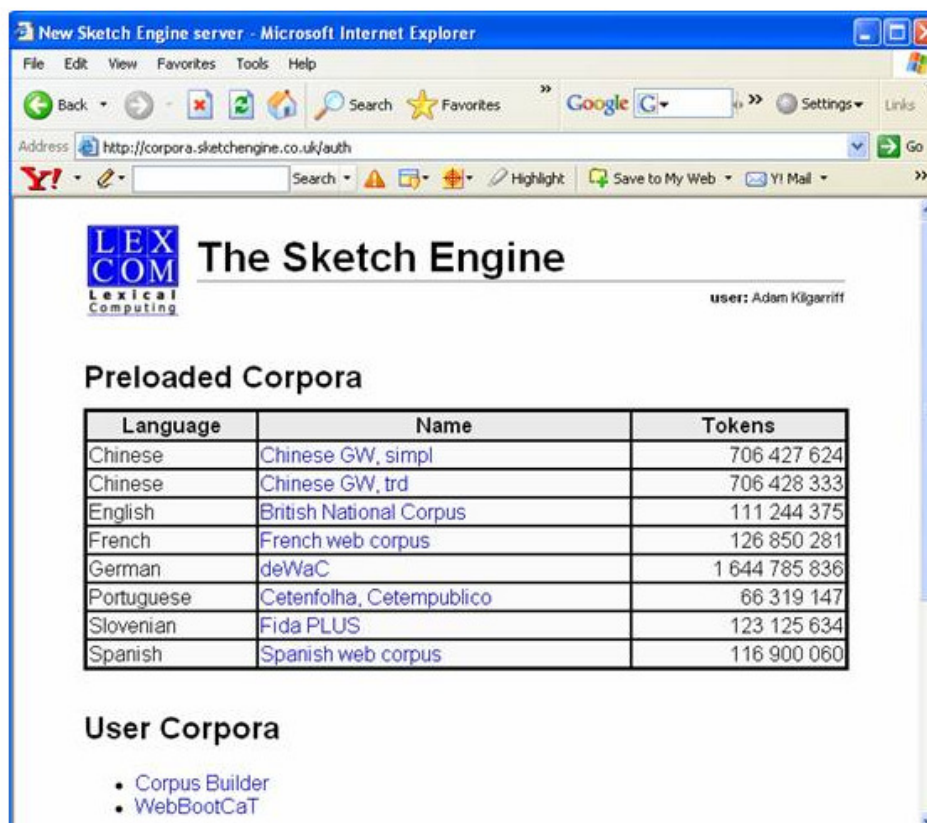 New Sketch Engine server - Microsoft Internet Explorer
File Edit View Favorites Tools Help
Back Search Favorites » Google G » Settings Links
Address http://corpora.sketchengine.co.uk/auth Go
Y! Search Highlight Save to My Web Y! Mail »
LEX
COM
Lexical
Computing
The Sketch Engine
user: Adam Kilgarriff
Preloaded Corpora
Language Name Tokens
Chinese Chinese GW, simpl 706 427 624
Chinese Chinese GW, trd 706 428 333
English British National Corpus 111 244 375
French French web corpus 126 850 281
German deWaC 1 644 785 836
Portuguese Cetenfolha, Cetempublico 66 319 147
Slovenian Fida PLUS 123 125 634
Spanish Spanish web corpus 116 900 060
User Corpora
• Corpus Builder
• WebBootCaT